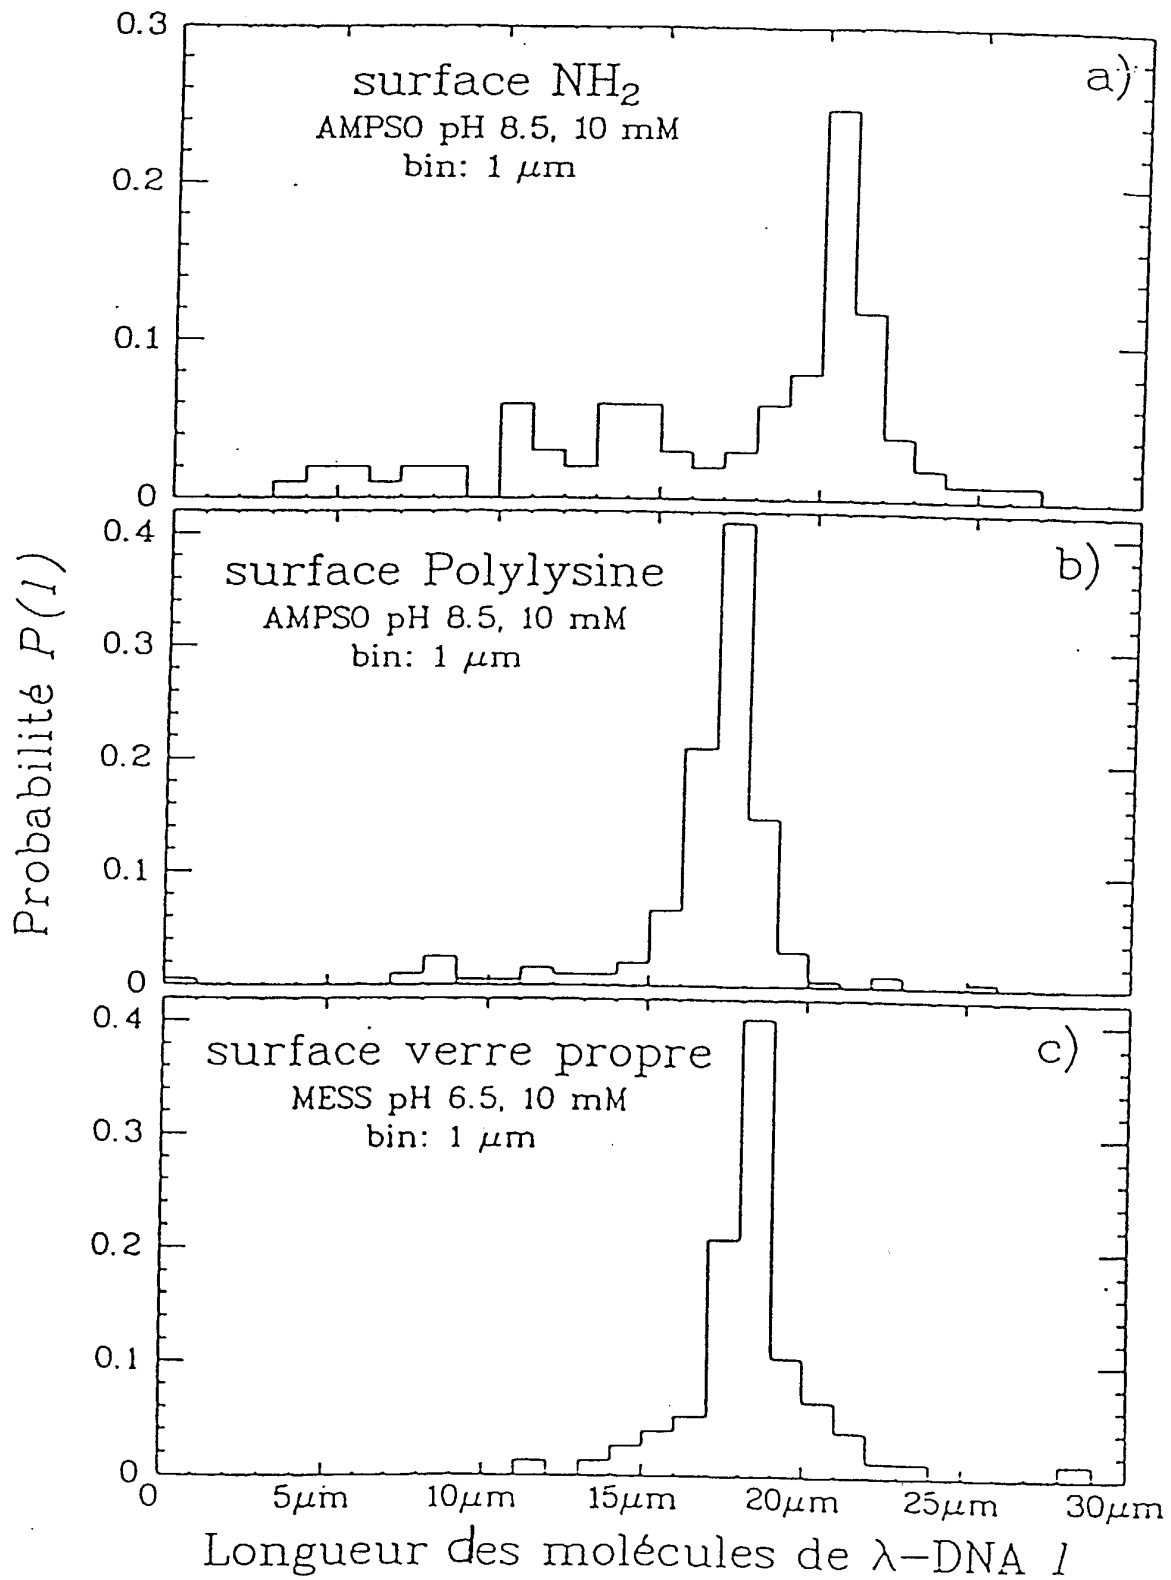 0.3
surface NH₂
a)
AMPSO pH 8.5, 10 mM
bin: 1 μm
0.2
0.1
0
0.4
surface Polylysine
b)
AMPSO pH 8.5, 10 mM
bin: 1 μm
0.3
0.2
0.1
0
Probabilité P(l)
0.4
surface verre propre
c)
MESS pH 6.5, 10 mM
bin: 1 μm
0.3
0.2
0.1
0
0 5μm 10μm 15μm 20μm 25μm 30μm
Longueur des molécules de λ-DNA l